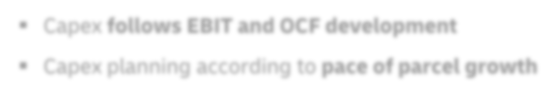 ▪ Capex follows EBIT and OCF development
▪ Capex planning according to pace of parcel growth